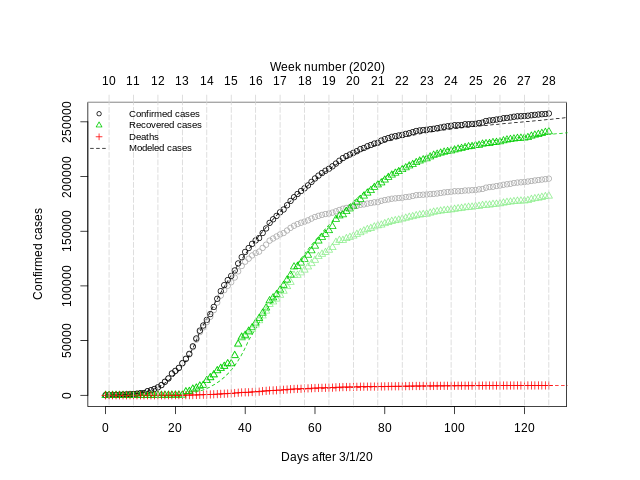 Week number (2020)
10 11 12 13 14 15 16 17 18 19 20 21 22 23 24 25 26 27 28
Confirmed cases
Recovered cases
Deaths
Modeled cases
Confirmed cases
250000
200000
150000
100000
50000
0
0 20 40 60 80 100 120
Days after 3/1/20